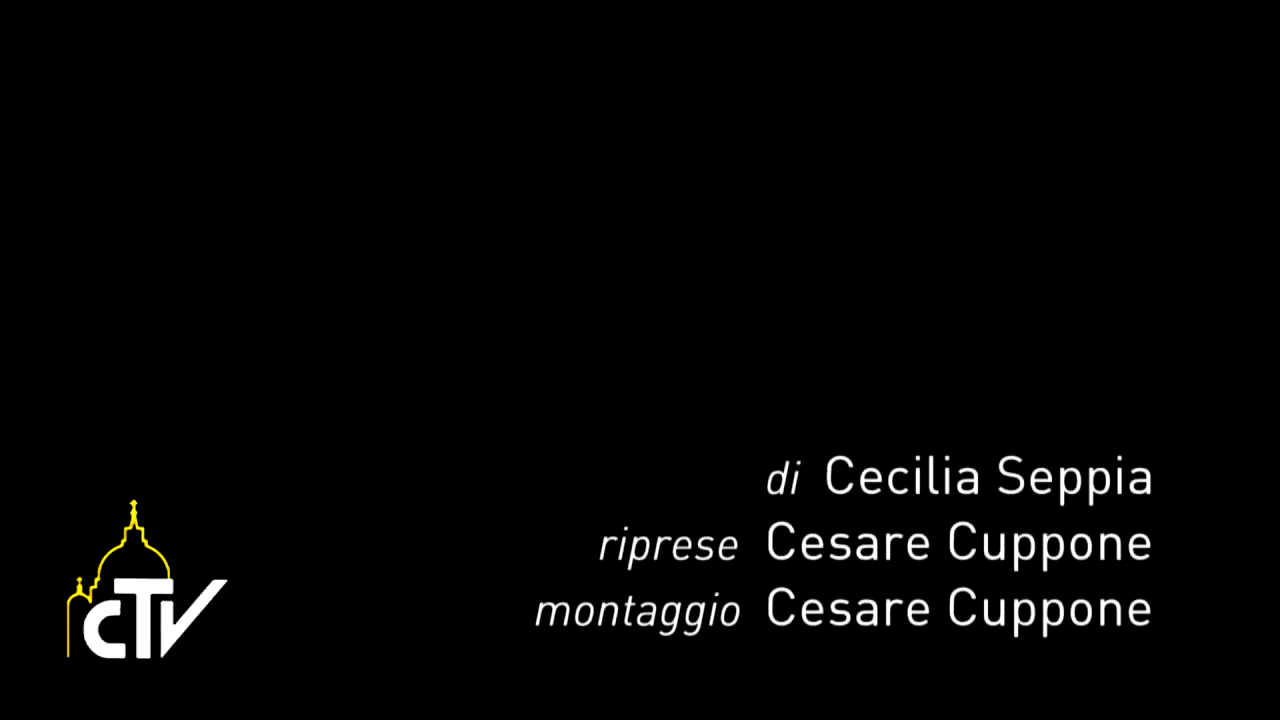 di Cecilia Seppia
riprese Cesare Cuppone
montaggio Cesare Cuppone
CTV